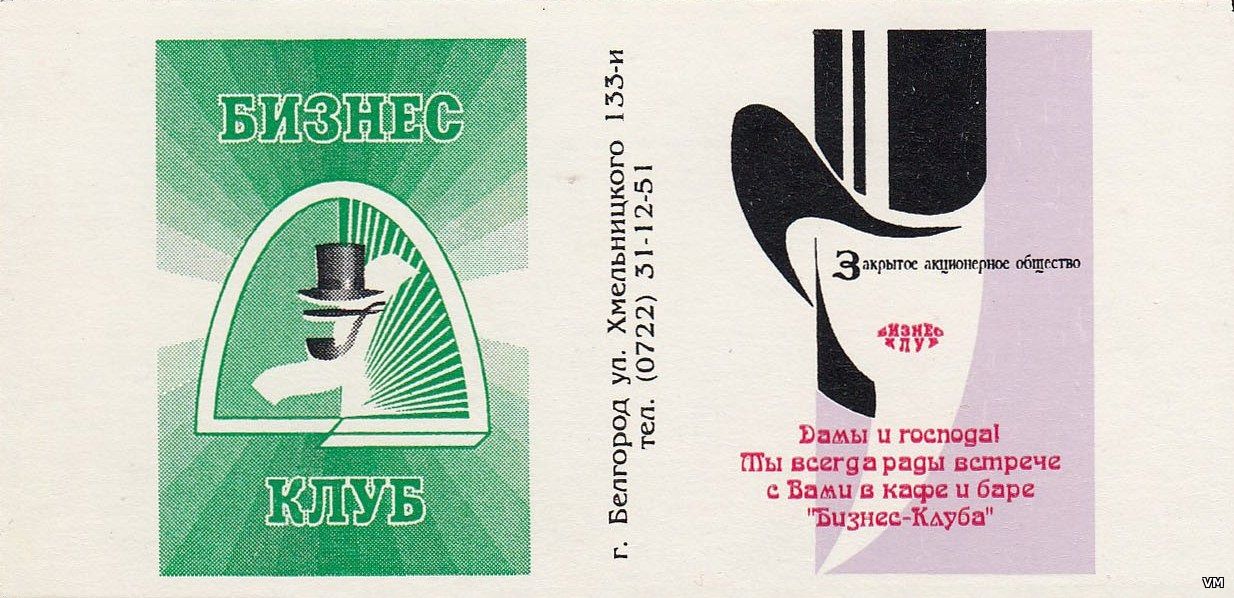 БИЗНЕС
КЛУБ
г. Белгород ул. Хмельницкого 133-и
тел. (0722) 31-12-51
Закрытое акционерное общество
БИЗНЕС
КЛУБ
Дамы и господа!
Мы всегда рады встрече
с Вами в кафе и баре
"Бизнес-Клуба"
VM